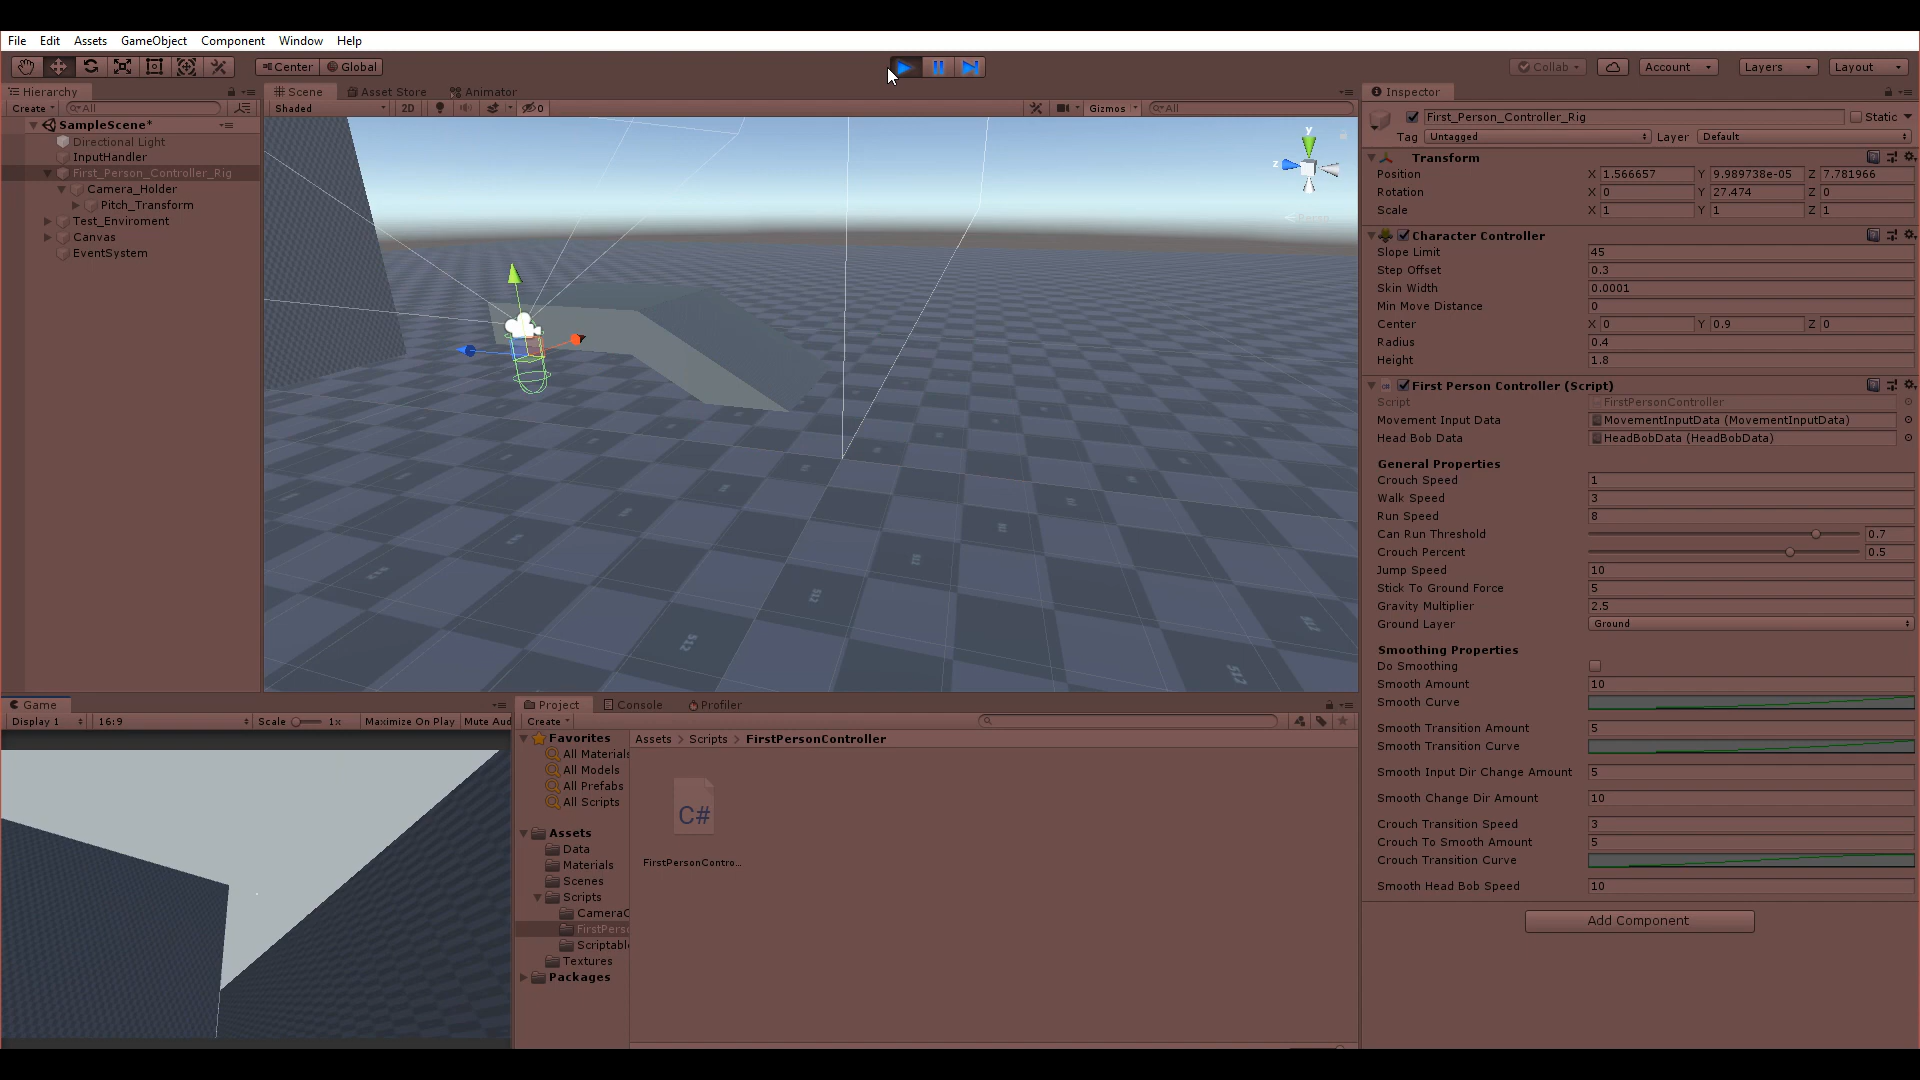 File Edit Assets GameObject Component Window Help
Center Global
Collab Account Layers Layout
Hierarchy
Create All
SampleScene*
Directional Light
InputHandler
First_Person_Controller_Rig
Camera_Holder
Pitch_Transform
Test_Enviroment
Canvas
EventSystem
Scene Asset Store Animator
Shaded 2D 0 Gizmos All
y
z
Persp
512
512
512
Inspector
First_Person_Controller_Rig Static
Tag Untagged Layer Default
Transform
Position X 1.566657 Y 9.989738e-05 Z 7.781966
Rotation X 0 Y 27.474 Z 0
Scale X 1 Y 1 Z 1
Character Controller
Slope Limit 45
Step Offset 0.3
Skin Width 0.0001
Min Move Distance 0
Center X 0 Y 0.9 Z 0
Radius 0.4
Height 1.8
First Person Controller (Script)
Script FirstPersonController
Movement Input Data MovementInputData (MovementInputData)
Head Bob Data HeadBobData (HeadBobData)
General Properties
Crouch Speed 1
Walk Speed 3
Run Speed 8
Can Run Threshold 0.7
Crouch Percent 0.5
Jump Speed 10
Stick To Ground Force 5
Gravity Multiplier 2.5
Ground Layer Ground
Smoothing Properties
Do Smoothing
Smooth Amount 10
Smooth Curve
Smooth Transition Amount 5
Smooth Transition Curve
Smooth Input Dir Change Amount 5
Smooth Change Dir Amount 10
Crouch Transition Speed 3
Crouch To Smooth Amount 5
Crouch Transition Curve
Smooth Head Bob Speed 10
Add Component
Game
Display 1 16:9 Scale 1x Maximize On Play Mute Aud
Project Console Profiler
Create
Favorites
All Materials
All Models
All Prefabs
All Scripts
Assets
Data
Materials
Scenes
Scripts
CameraC
FirstPers
Scriptabl
Textures
Packages
Assets > Scripts > FirstPersonController
C#
FirstPersonContro...